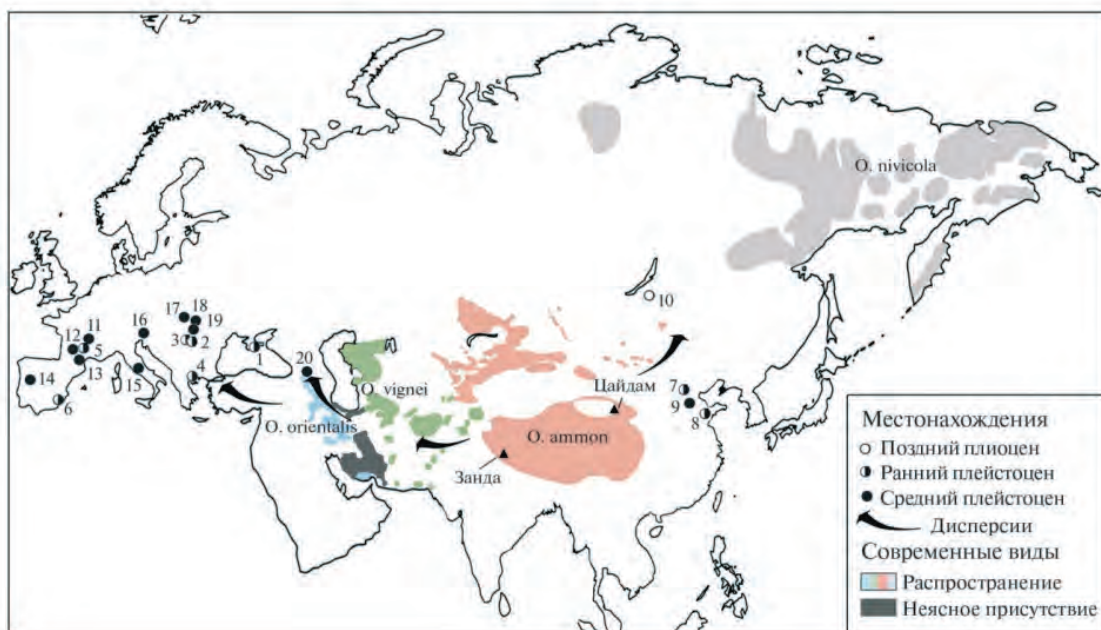 O. nivicola
10
17
18
16
19
11
12
3
2
5
1
20
4
14
13
15
6
O. vignei
O. orientalis
Цайдам
7
9
8
O. ammon
Занда
Местонахождения
Поздний плиоцен
Ранний плейстоцен
Средний плейстоцен
Дисперсии
Современные виды
Распространение
Неясное присутствие